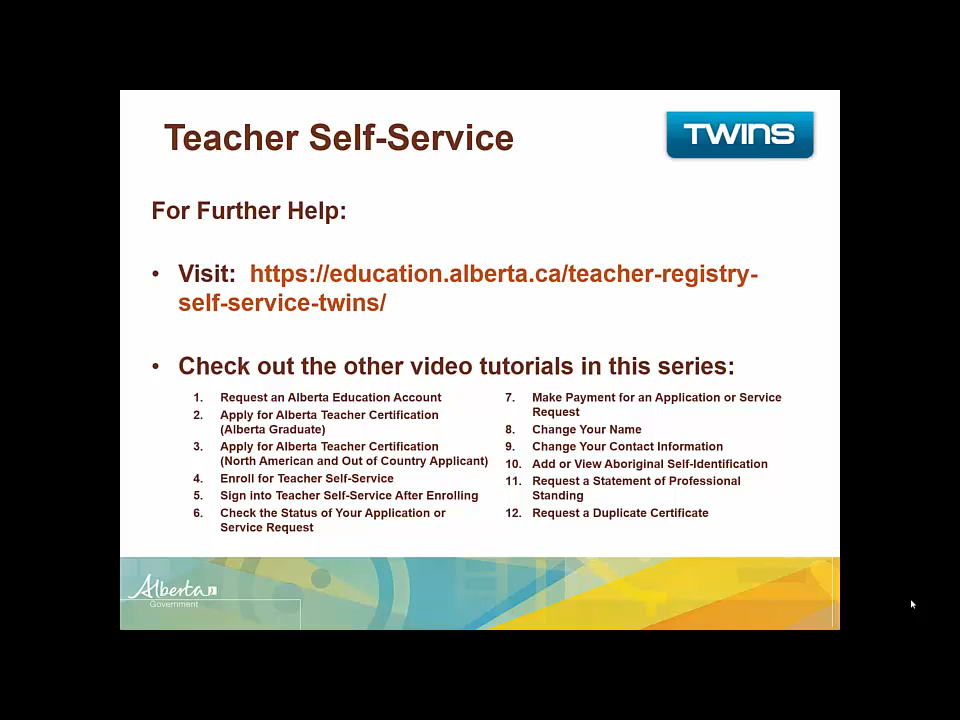 Teacher Self-Service
TWINS
For Further Help:
• Visit: https://education.alberta.ca/teacher-registry-
self-service-twins/
• Check out the other video tutorials in this series:
1. Request an Alberta Education Account
2. Apply for Alberta Teacher Certification
(Alberta Graduate)
3. Apply for Alberta Teacher Certification
(North American and Out of Country Applicant)
4. Enroll for Teacher Self-Service
5. Sign into Teacher Self-Service After Enrolling
6. Check the Status of Your Application or
Service Request
7. Make Payment for an Application or Service
Request
8. Change Your Name
9. Change Your Contact Information
10. Add or View Aboriginal Self-Identification
11. Request a Statement of Professional
Standing
12. Request a Duplicate Certificate
Alberta
Government